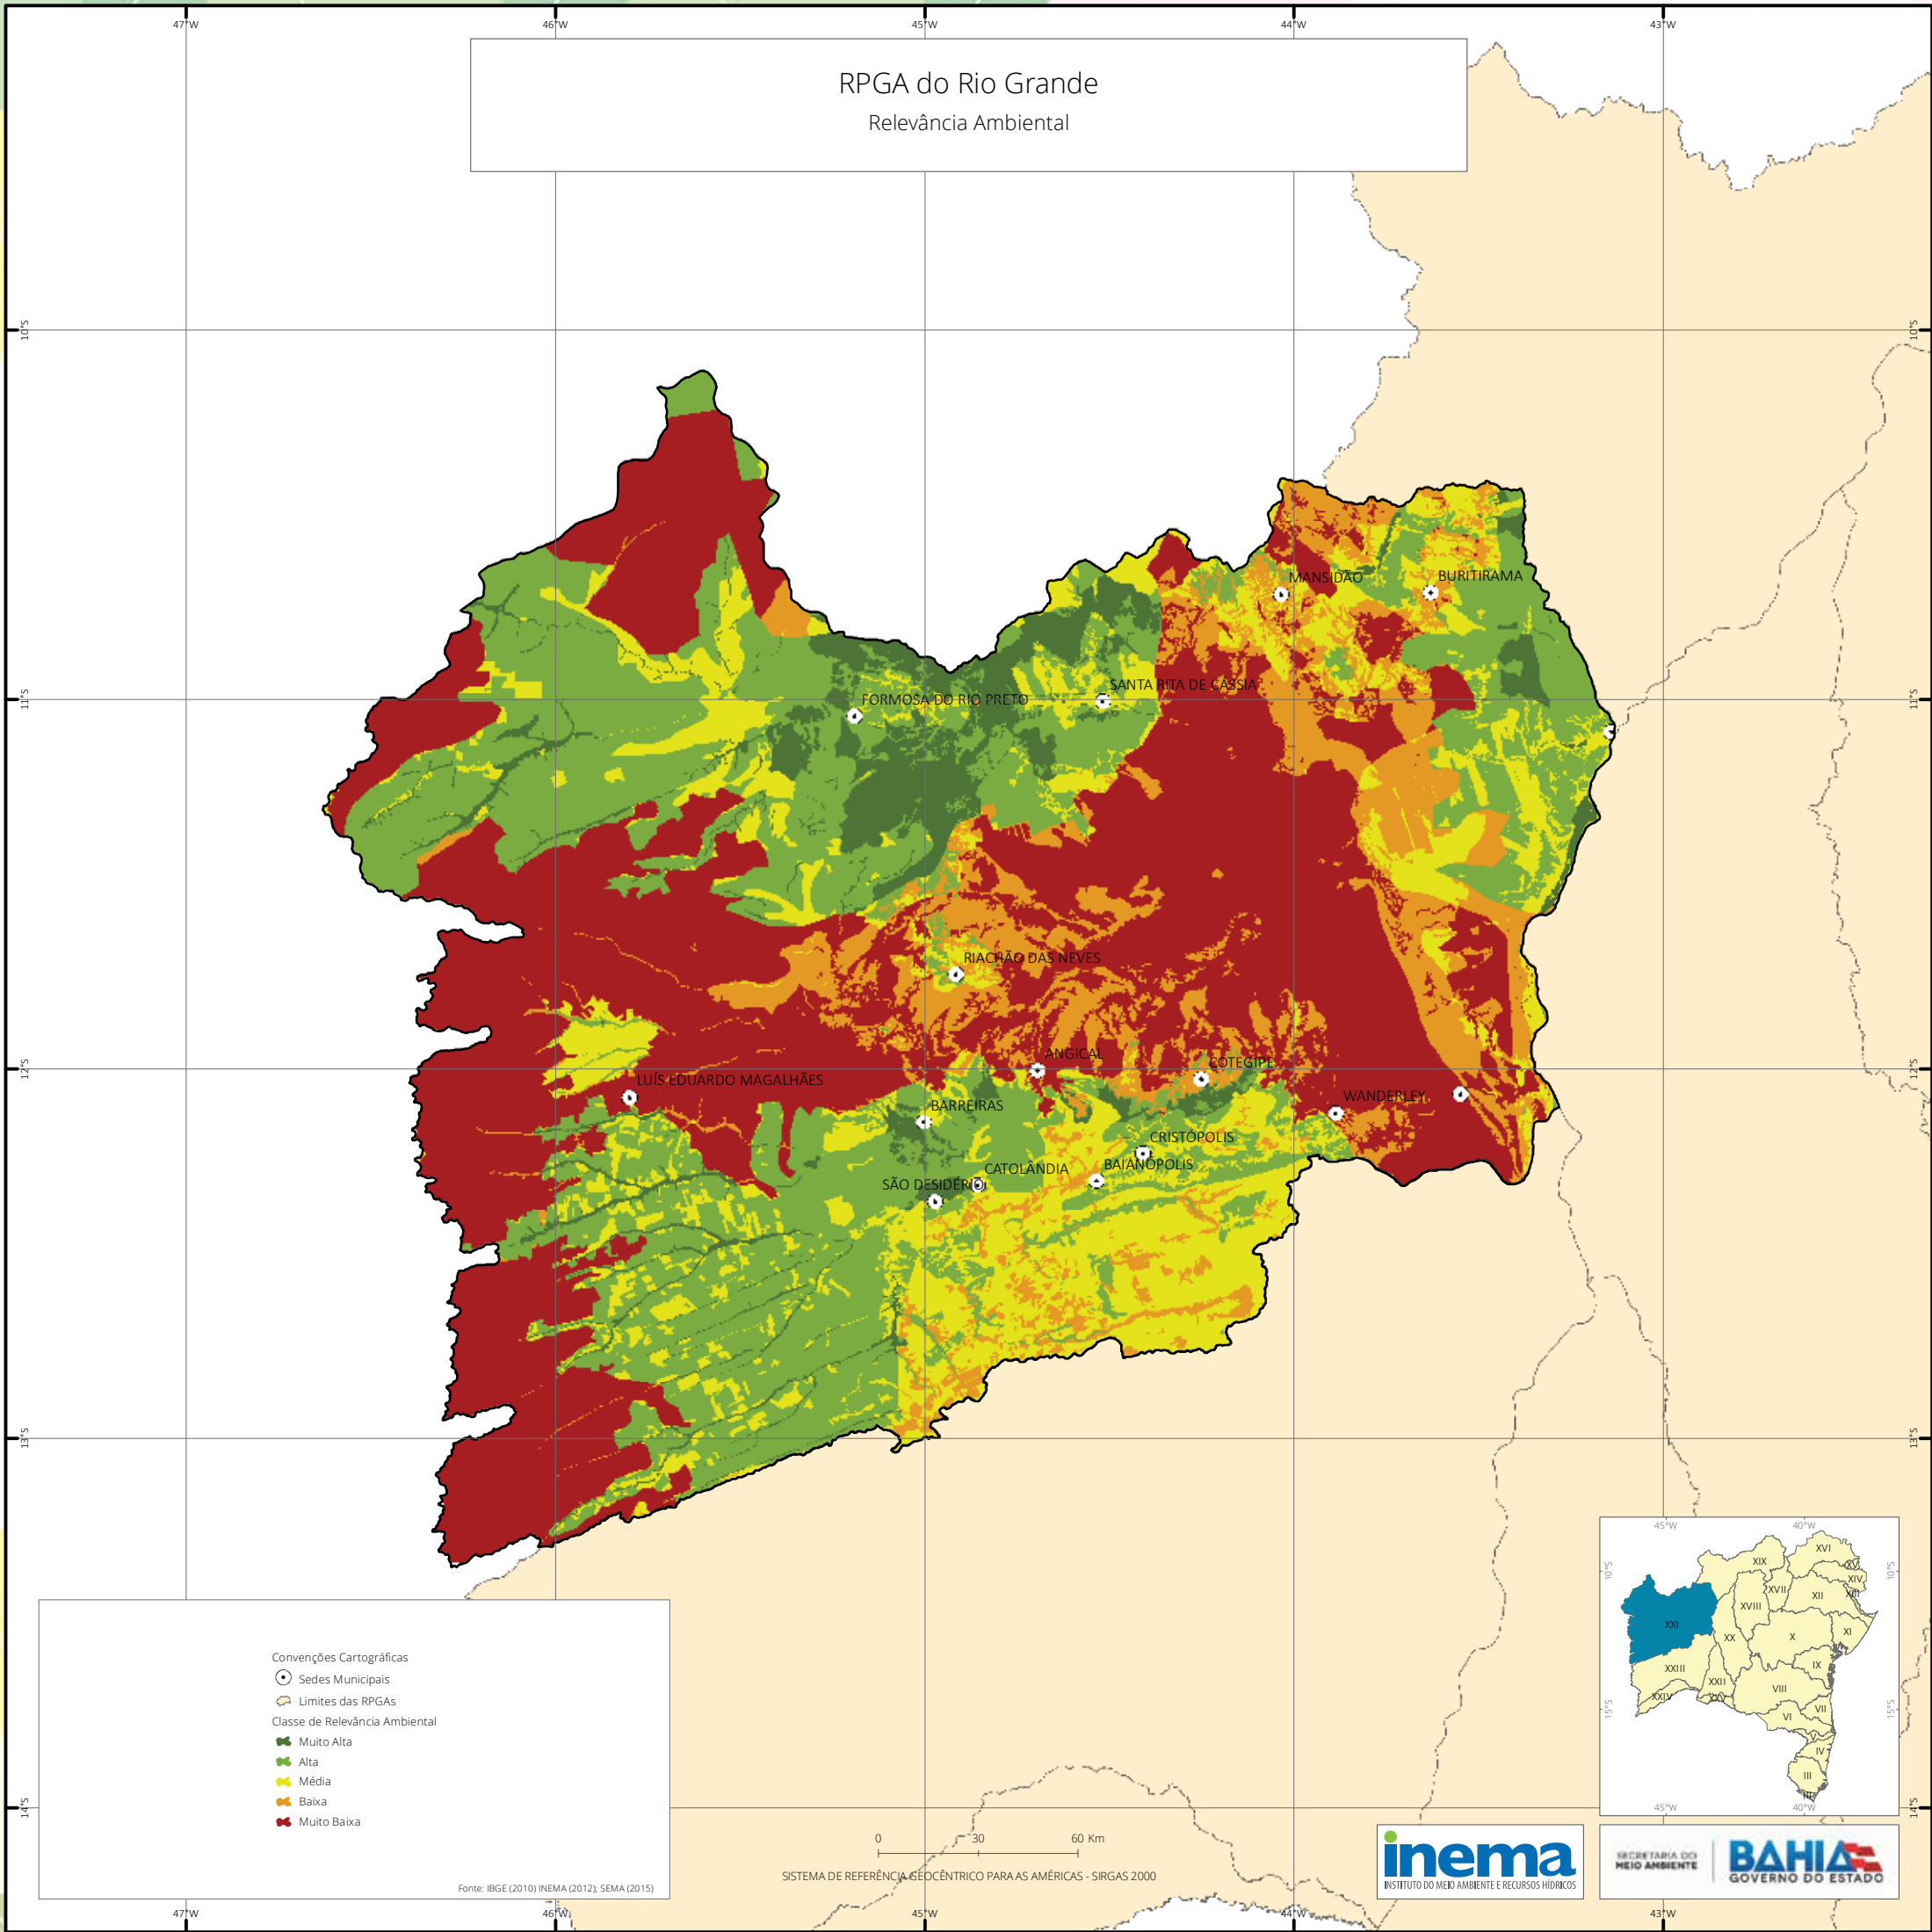 47°W 46°W 45°W 44°W 43°W
RPGA do Rio Grande
Relevância Ambiental
10°S 10°S
MANSIDÃO
BURITIRAMA
SANTA RITA DE CÁSSIA
FORMOSA DO RIO PRETO
11°S 11°S
RIACHÃO DAS NEVES
ANGICAL
COTEGIPE
12°S 12°S
LUÍS EDUARDO MAGALHÃES
WANDERLEY
BARREIRAS
CRISTÓPOLIS
BAIANÓPOLIS
CATOLÂNDIA
SÃO DESIDÉRIO
13°S 13°S
Convenções Cartográficas
Sedes Municipais
Limites das RPGAs
Classe de Relevância Ambiental
Muito Alta
Alta
Média
Baixa
Muito Baixa
Fonte: IBGE (2010) INEMA (2012); SEMA (2015)
14°S 14°S
0 30 60 Km
SISTEMA DE REFERÊNCIA GEOCÊNTRICO PARA AS AMÉRICAS - SIRGAS 2000
45°W 40°W
10°S 10°S
XVI
XIX
XV
XIV
XVII
XIII
XII
XVIII
XXI
XI
XX
X
IX
XXIII
XXII
VIII
XXIV
XXV
VII
VI
V
IV
III
15°S 15°S
45°W 40°W
inema
INSTITUTO DO MEIO AMBIENTE E RECURSOS HÍDRICOS
SECRETARIA DO
MEIO AMBIENTE
BAHIA
GOVERNO DO ESTADO
47°W 46°W 45°W 44°W 43°W